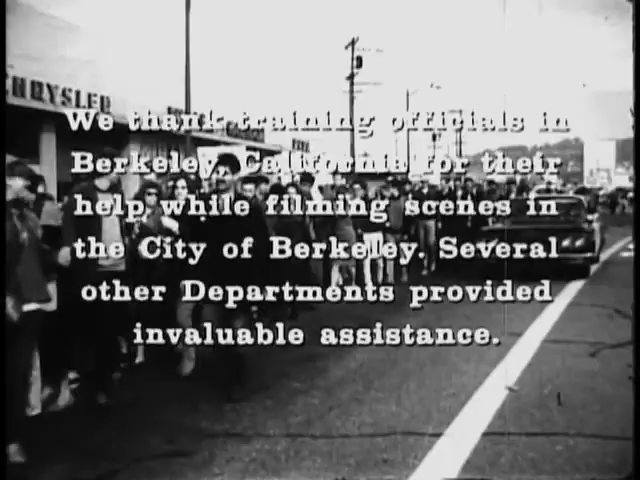 CHRYSLER
We thank training officials in
Berkeley, California for their
help while filming scenes in
the City of Berkeley. Several
other Departments provided
invaluable assistance.